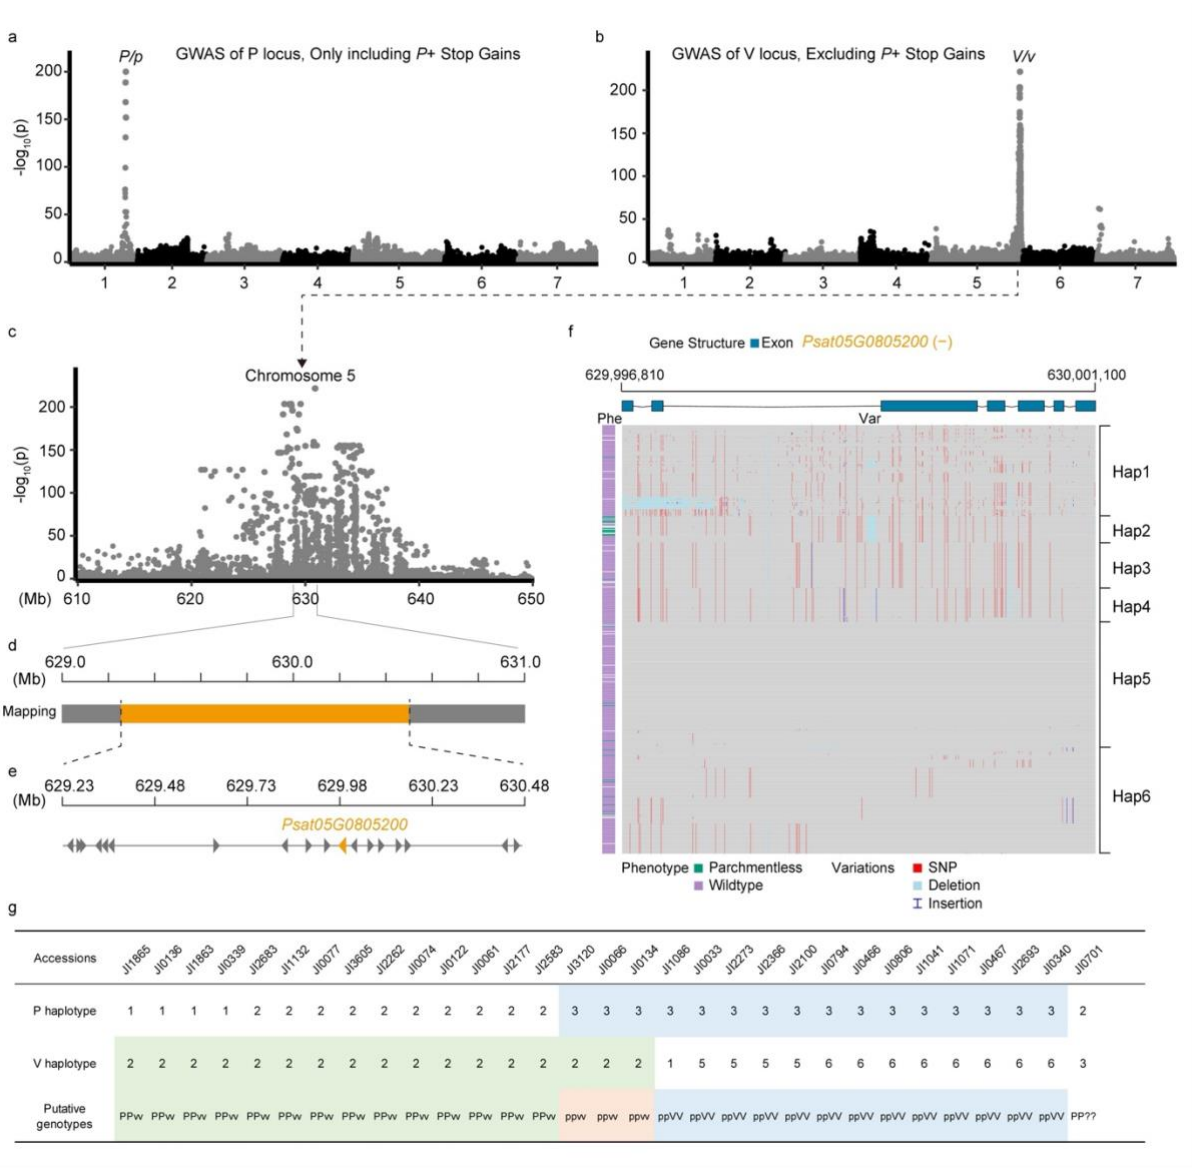 a
P/p
GWAS of P locus, Only including P+ Stop Gains
-log10(p)
200
150
100
50
0
1 2 3 4 5 6 7
b
GWAS of V locus, Excluding P+ Stop Gains
V/v
200
150
100
50
0
1 2 3 4 5 6 7
c
Chromosome 5
-log10(p)
200
150
100
50
0
(Mb) 610 620 630 640 650
d
629.0 630.0 631.0
(Mb)
Mapping
e
629.23 629.48 629.73 629.98 630.23 630.48
(Mb)
Psat05G0805200
f
Gene Structure Exon Psat05G0805200 (−)
629,996,810 630,001,100
Phe Var
Hap1
Hap2
Hap3
Hap4
Hap5
Hap6
Phenotype Parchmentless Variations SNP
Wildtype Deletion
Insertion
g
Accessions JI1865 JI0136 JI1863 JI0339 JI2683 JI1132 JI0077 JI3605 JI2262 JI0074 JI0122 JI0061 JI2177 JI2583 JI3120 JI0066 JI0134 JI1086 JI0033 JI2273 JI2366 JI2100 JI0794 JI0466 JI0806 JI1041 JI1071 JI0467 JI2693 JI0340 JI0701
P haplotype 1 1 1 1 2 2 2 2 2 2 2 2 2 2 3 3 3 3 3 3 3 3 3 3 3 3 3 3 3 3 2
V haplotype 2 2 2 2 2 2 2 2 2 2 2 2 2 2 2 2 2 1 5 5 5 5 6 6 6 6 6 6 6 6 3
Putative genotypes PPvv PPvv PPvv PPvv PPvv PPvv PPvv PPvv PPvv PPvv PPvv PPvv PPvv PPvv ppvv ppvv ppvv ppVV ppVV ppVV ppVV ppVV ppVV ppVV ppVV ppVV ppVV ppVV ppVV ppVV PP??